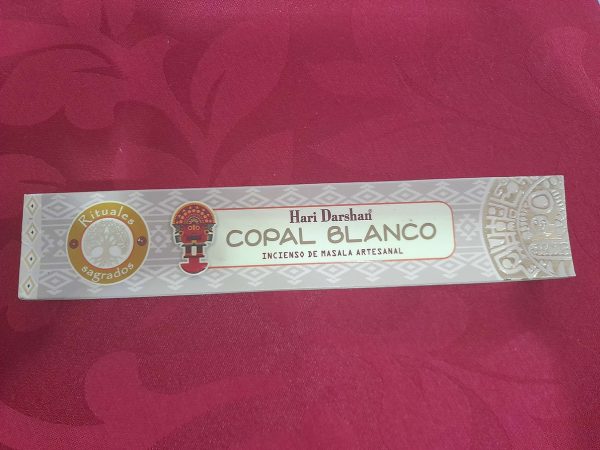 Rituales
sagrados
Hari Darshan®
COPAL BLANCO
INCIENSO DE MASALA ARTESANAL